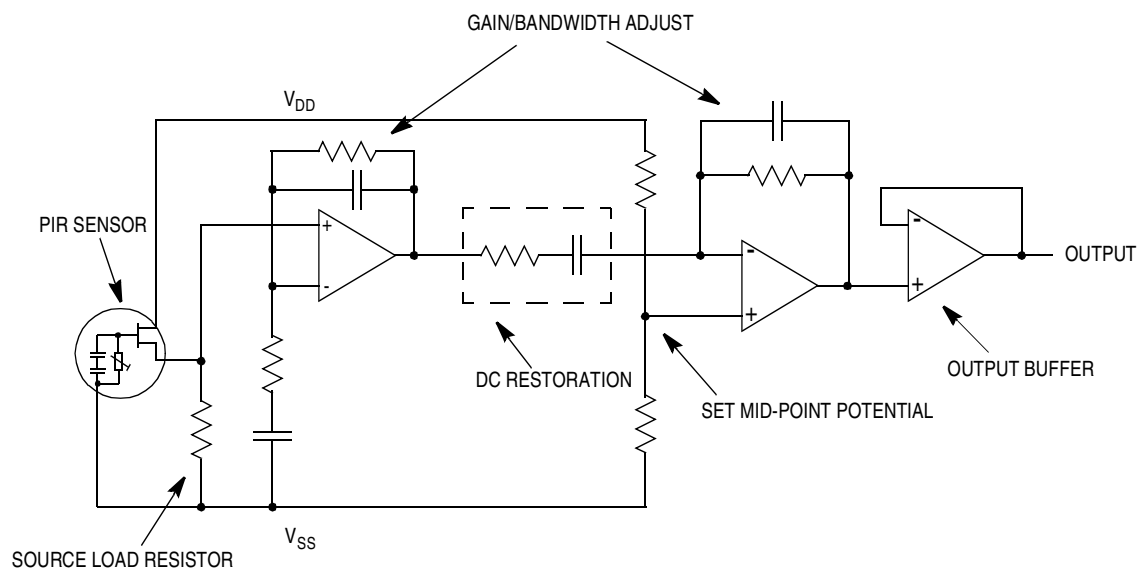 GAIN/BANDWIDTH ADJUST
VDD
PIR SENSOR
+
-
-
+
-
+
OUTPUT
DC RESTORATION
SET MID-POINT POTENTIAL
OUTPUT BUFFER
VSS
SOURCE LOAD RESISTOR